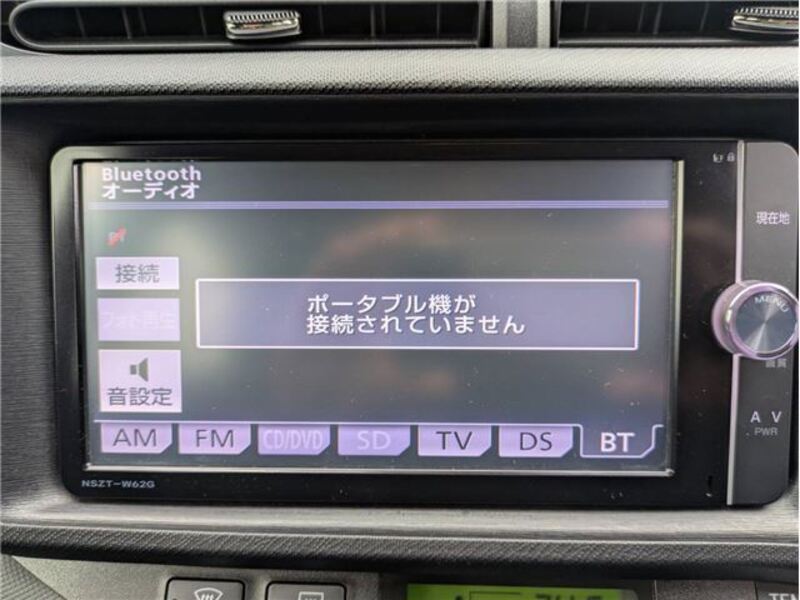 Bluetooth
オーディオ
現在地
接続
ポータブル機が
接続されていません
フォト再生
MENU
画質
音設定
AM FM CD/DVD SD TV DS BT
A V
PWR
NSZT-W62G